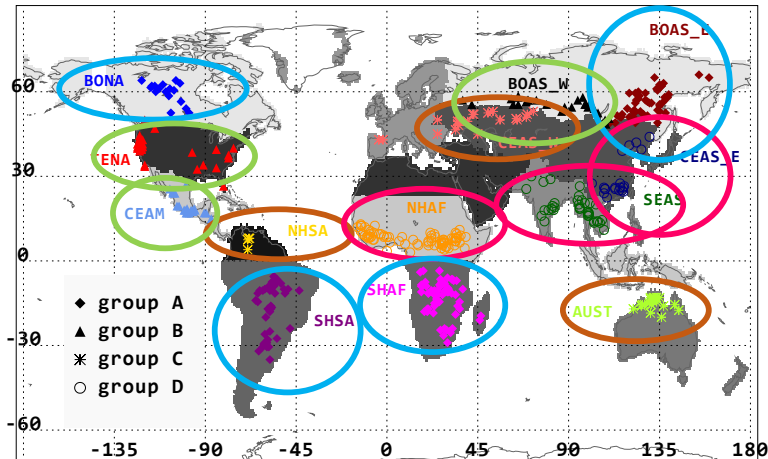 BOAS_E
BONA
BOAS_W
60
TENA
CEAS_E
30
CEAM
NHAF
SEAS
NHSA
0
SHAF
group A
SHSA
AUST
group B
-30
group C
group D
-60
-135 -90 -45 0 45 90 135 180